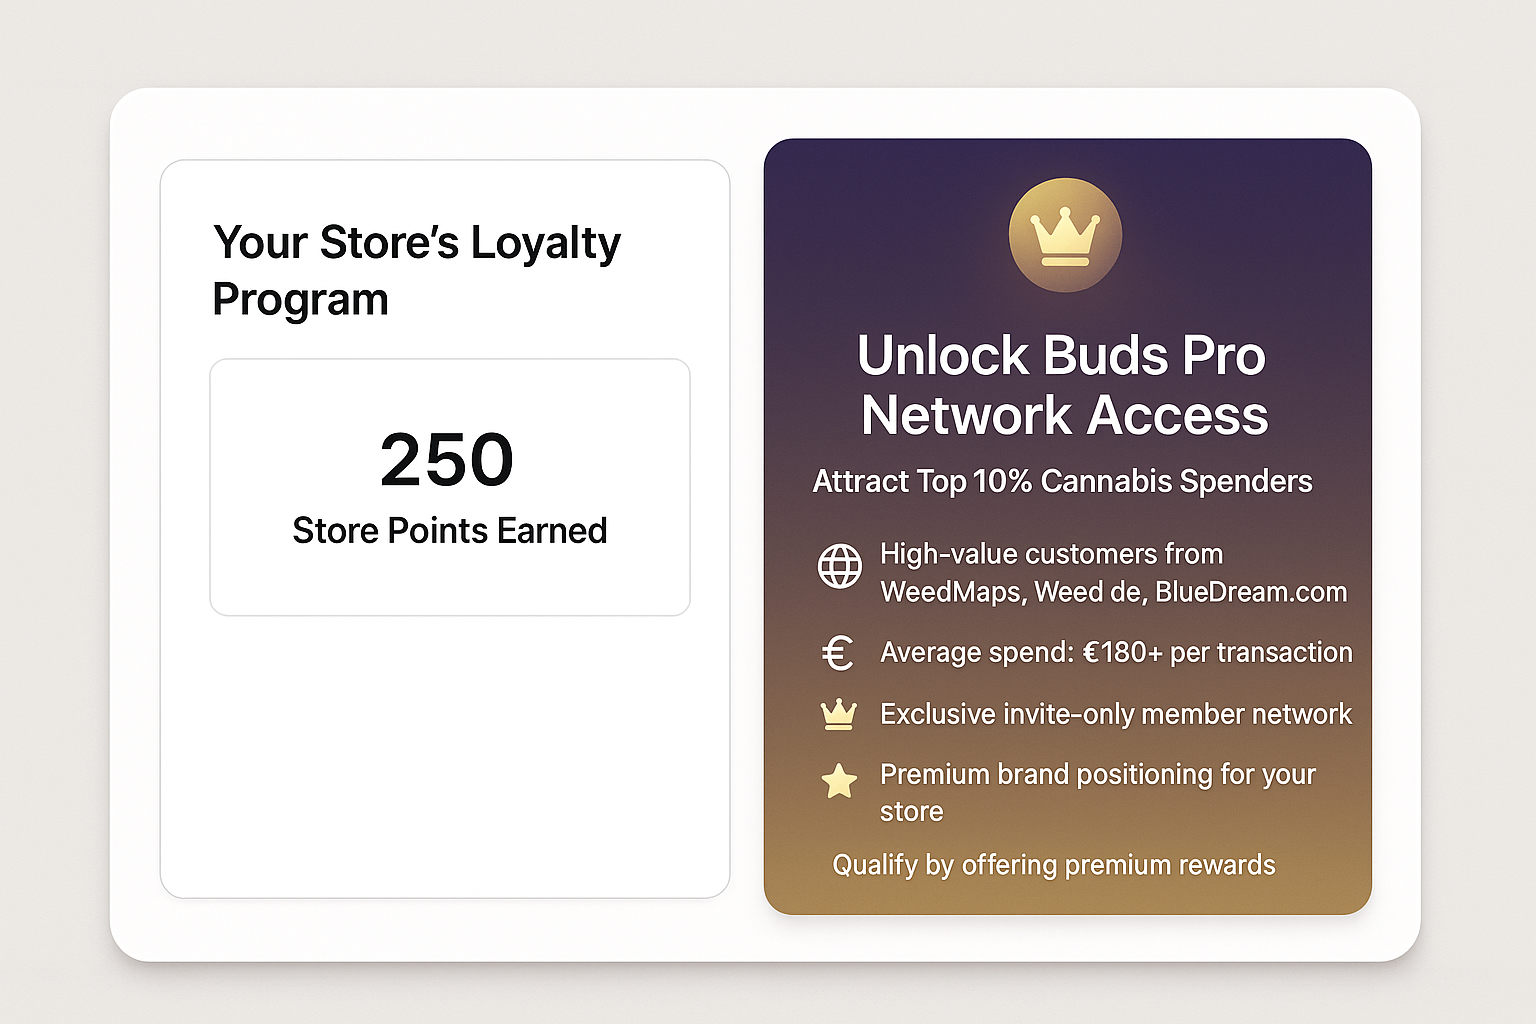 Your Store’s Loyalty
Program
250
Store Points Earned
Unlock Buds Pro
Network Access
Attract Top 10% Cannabis Spenders
High-value customers from
WeedMaps, Weed de, BlueDream.com
€
Average spend: €180+ per transaction
Exclusive invite-only member network
Premium brand positioning for your
store
Qualify by offering premium rewards